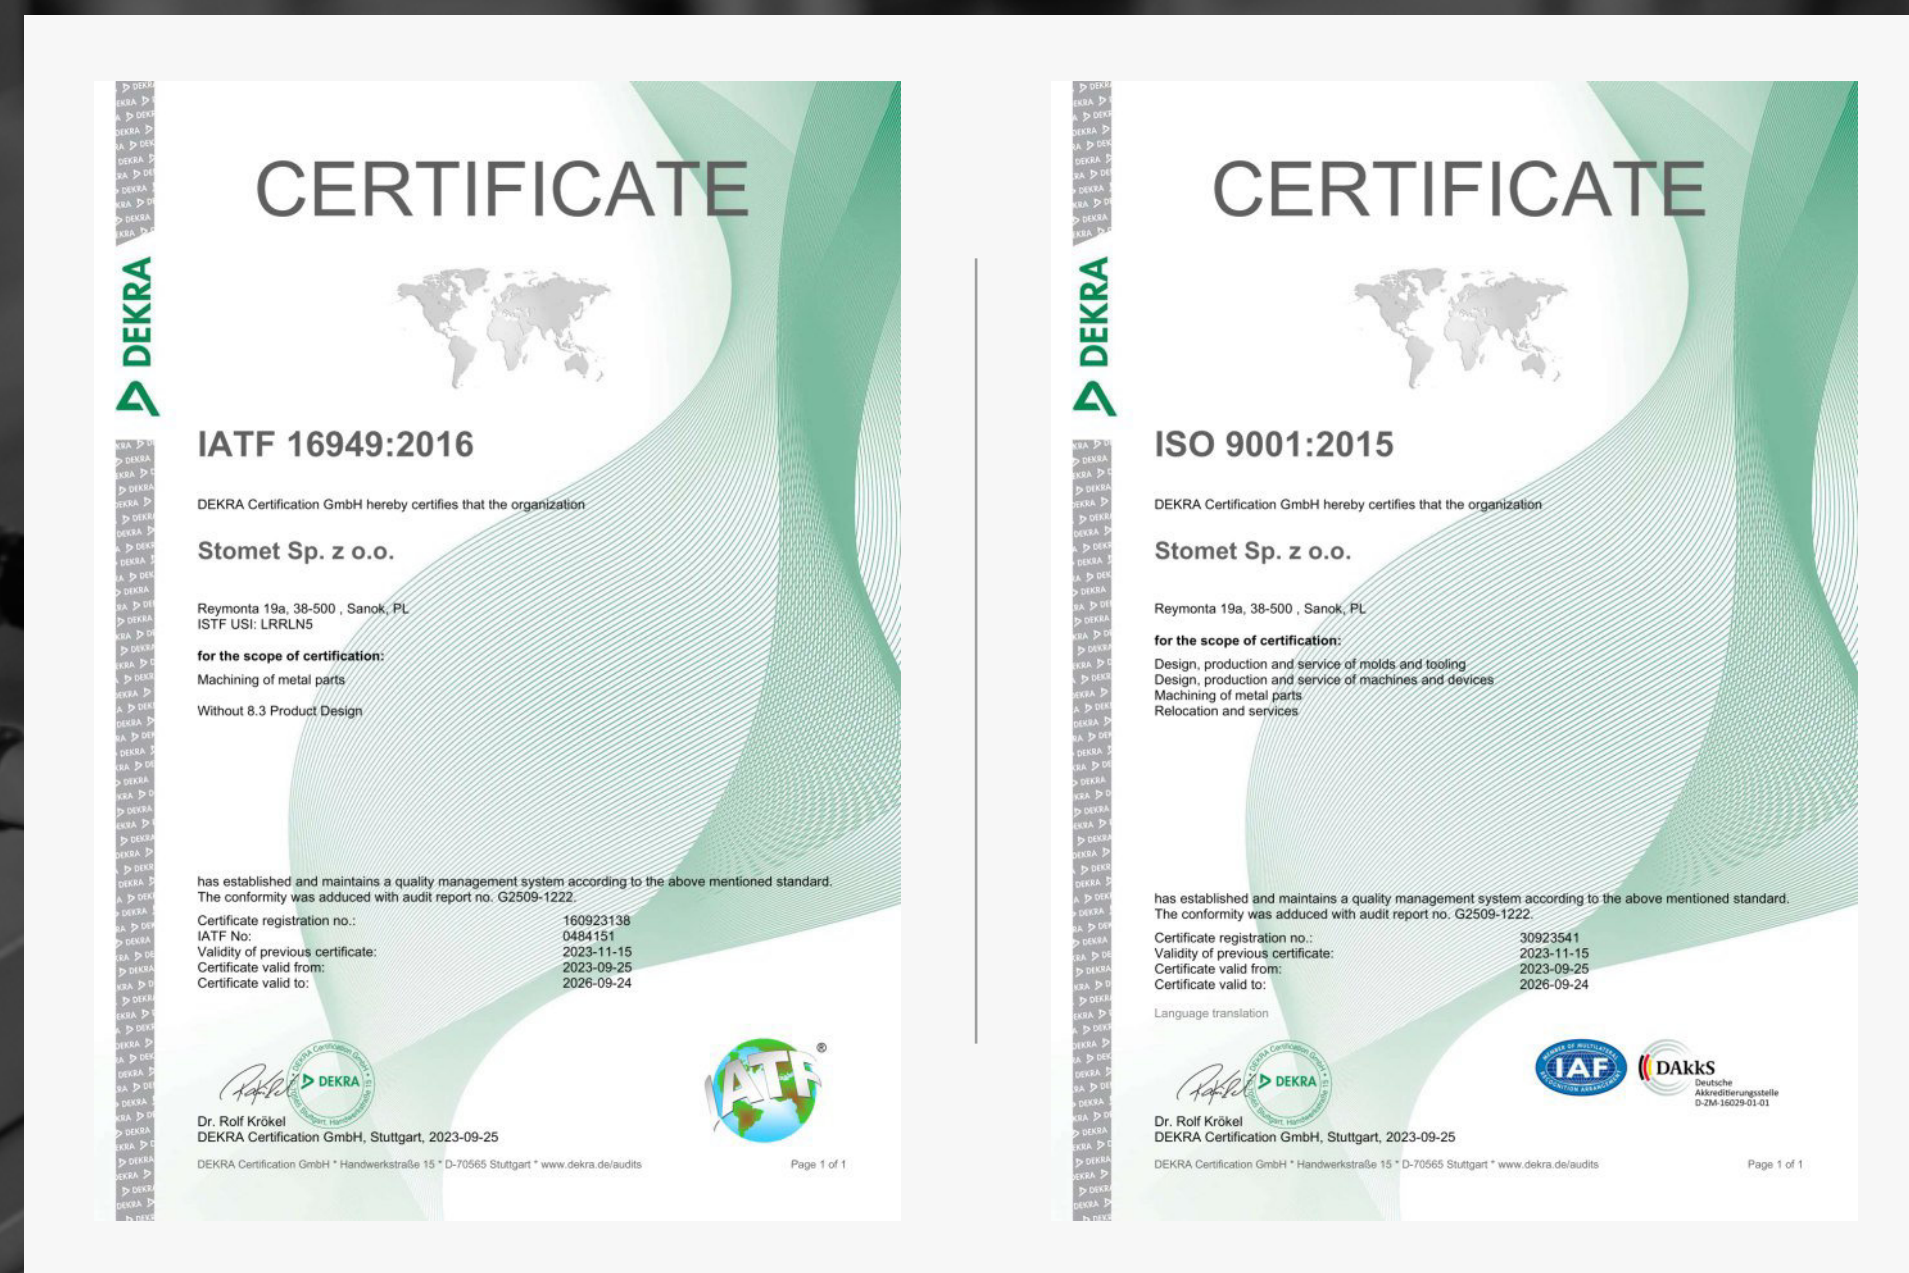 CERTIFICATE
DEKRA
IATF 16949:2016
DEKRA Certification GmbH hereby certifies that the organization
Stomet Sp. z o.o.
Reymonta 19a, 38-500 , Sanok, PL
ISTF USI: LRRLN5
for the scope of certification:
Machining of metal parts
Without 8.3 Product Design
has established and maintains a quality management system according to the above mentioned standard.
The conformity was adduced with audit report no. G2509-1222.
Certificate registration no.: 160923138
IATF No: 0484151
Validity of previous certificate: 2023-11-15
Certificate valid from: 2023-09-25
Certificate valid to: 2026-09-24
DEKRA
IATF ®
Dr. Rolf Krökel
DEKRA Certification GmbH, Stuttgart, 2023-09-25
DEKRA Certification GmbH * Handwerkstraße 15 * D-70565 Stuttgart * www.dekra.de/audits
Page 1 of 1
CERTIFICATE
DEKRA
ISO 9001:2015
DEKRA Certification GmbH hereby certifies that the organization
Stomet Sp. z o.o.
Reymonta 19a, 38-500 , Sanok, PL
for the scope of certification:
Design, production and service of molds and tooling
Design, production and service of machines and devices
Machining of metal parts
Relocation and services
has established and maintains a quality management system according to the above mentioned standard.
The conformity was adduced with audit report no. G2509-1222.
Certificate registration no.: 30923541
Validity of previous certificate: 2023-11-15
Certificate valid from: 2023-09-25
Certificate valid to: 2026-09-24
Language translation
DEKRA
MEMBER OF MULTILATERAL
IAF
RECOGNITION ARRANGEMENT
DAkkS
Deutsche
Akkreditierungsstelle
D-ZM-16029-01-01
Dr. Rolf Krökel
DEKRA Certification GmbH, Stuttgart, 2023-09-25
DEKRA Certification GmbH * Handwerkstraße 15 * D-70565 Stuttgart * www.dekra.de/audits
Page 1 of 1